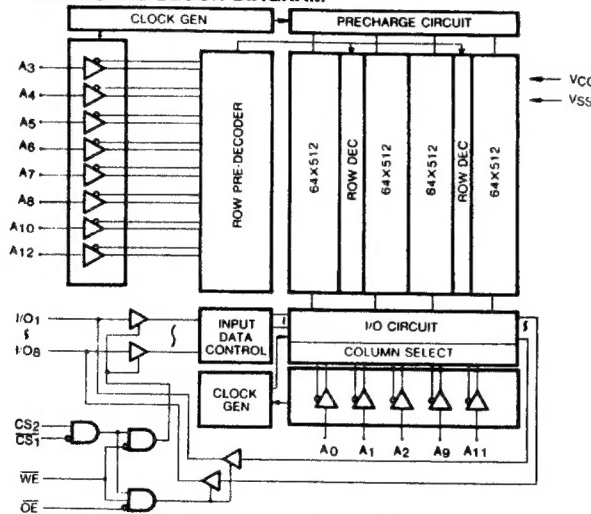 CLOCK GEN
PRECHARGE CIRCUIT
A3
A4
A5
A6
A7
A8
A10
A12
ROW PRE-DECODER
64X512
ROW DEC
64X512
64X512
ROW DEC
64X512
VCC
VSS
I/O1
I/O8
INPUT DATA CONTROL
I/O CIRCUIT
COLUMN SELECT
CLOCK GEN
A0
A1
A2
A9
A11
CS2
CS1
WE
OE